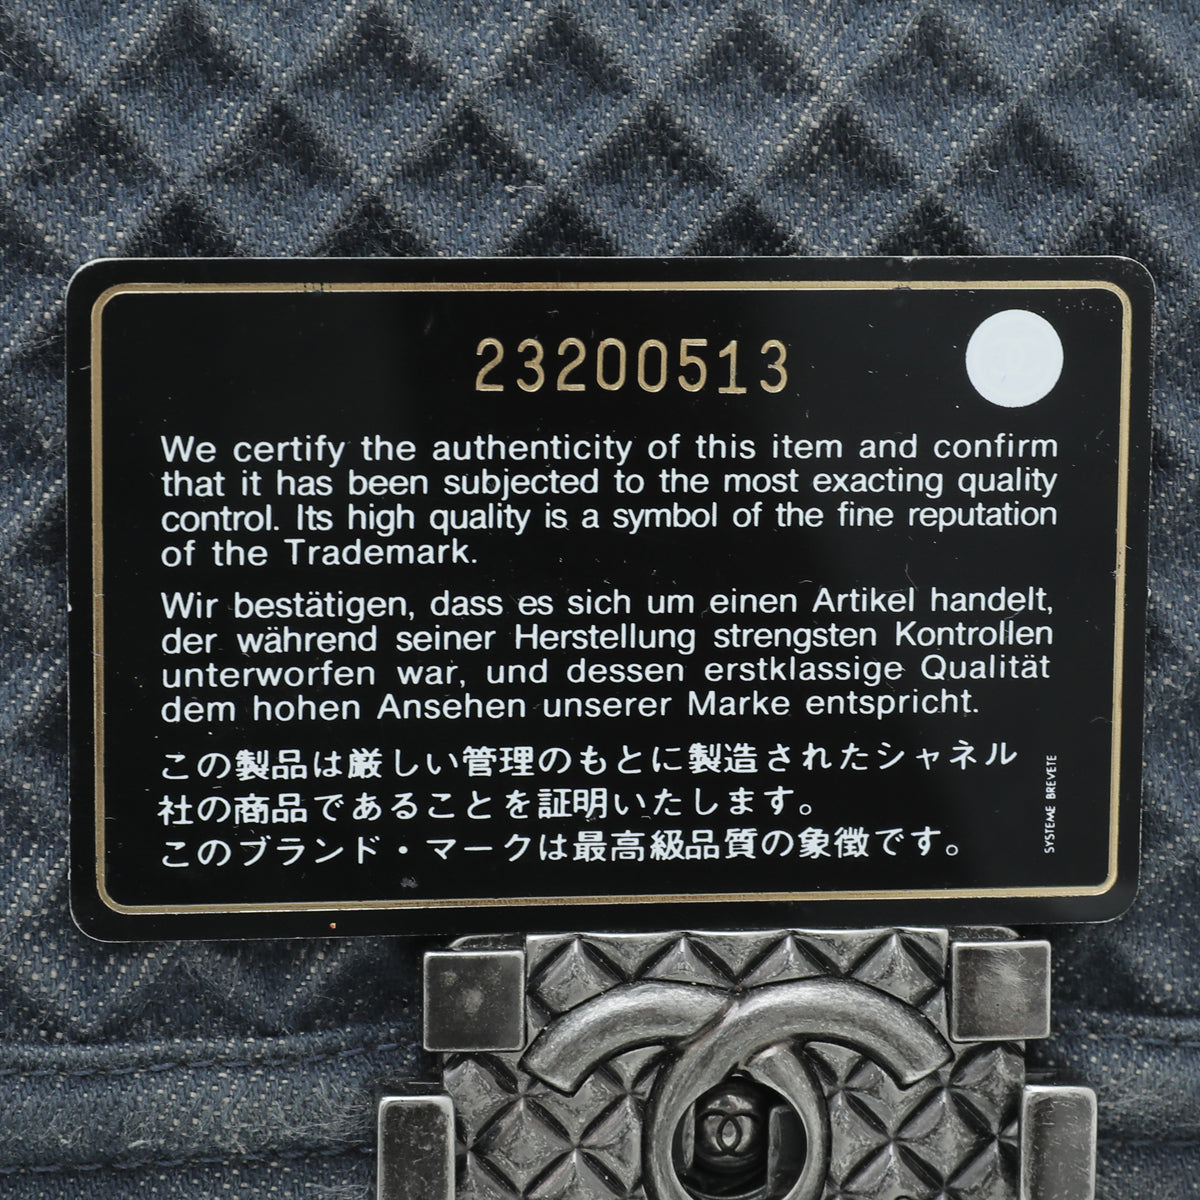 23200513
We certify the authenticity of this item and confirm
that it has been subjected to the most exacting quality
control. Its high quality is a symbol of the fine reputation
of the Trademark.
Wir bestätigen, dass es sich um einen Artikel handelt,
der während seiner Herstellung strengsten Kontrollen
unterworfen war, und dessen erstklassige Qualität
dem hohen Ansehen unserer Marke entspricht.
この製品は厳しい管理のもとに製造されたシャネル
社の商品であることを証明いたします。
このブランド・マークは最高級品質の象徴です。
SYSTEME BREVETE